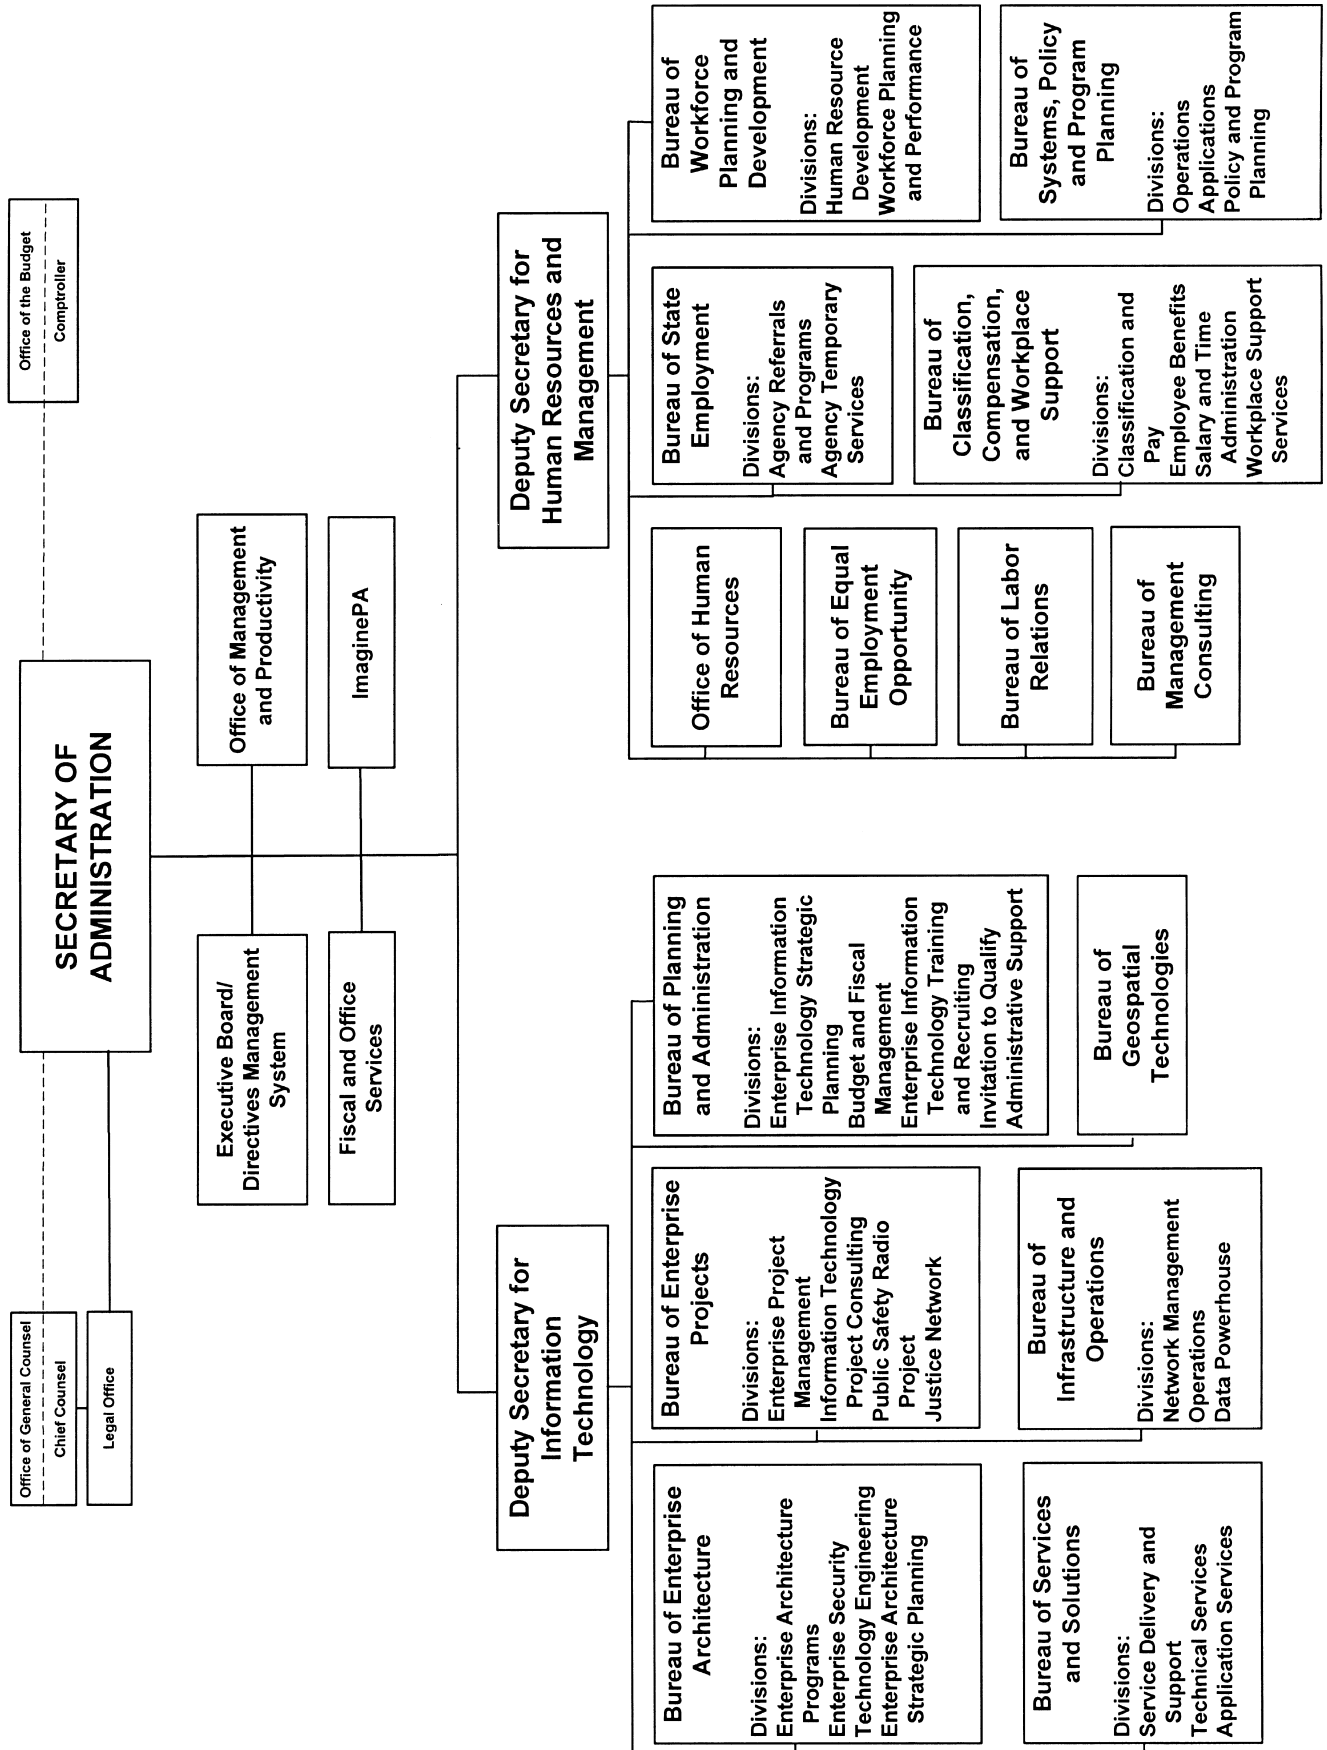 Office of General Counsel
Chief Counsel
Legal Office
SECRETARY OF
ADMINISTRATION
Office of the Budget
Comptroller
Executive Board/
Directives Management
System
Office of Management
and Productivity
Fiscal and Office
Services
ImaginePA
Deputy Secretary for
Information
Technology
Deputy Secretary for
Human Resources and
Management
Bureau of Enterprise
Architecture
Divisions:
Enterprise Architecture
Programs
Enterprise Security
Technology Engineering
Enterprise Architecture
Strategic Planning
Bureau of Services
and Solutions
Divisions:
Service Delivery and
Support
Technical Services
Application Services
Bureau of Enterprise
Projects
Divisions:
Enterprise Project
Management
Information Technology
Project Consulting
Public Safety Radio
Project
Justice Network
Bureau of
Infrastructure and
Operations
Divisions:
Network Management
Operations
Data Powerhouse
Bureau of Planning
and Administration
Divisions:
Enterprise Information
Technology Strategic
Planning
Budget and Fiscal
Management
Enterprise Information
Technology Training
and Recruiting
Invitation to Qualify
Administrative Support
Bureau of
Geospatial
Technologies
Office of Human
Resources
Bureau of Equal
Employment
Opportunity
Bureau of Labor
Relations
Bureau of
Management
Consulting
Bureau of State
Employment
Divisions:
Agency Referrals
and Programs
Agency Temporary
Services
Bureau of
Classification,
Compensation,
and Workplace
Support
Divisions:
Classification and
Pay
Employee Benefits
Salary and Time
Administration
Workplace Support
Services
Bureau of
Workforce
Planning and
Development
Divisions:
Human Resource
Development
Workforce Planning
and Performance
Bureau of
Systems, Policy
and Program
Planning
Divisions:
Operations
Applications
Policy and Program
Planning